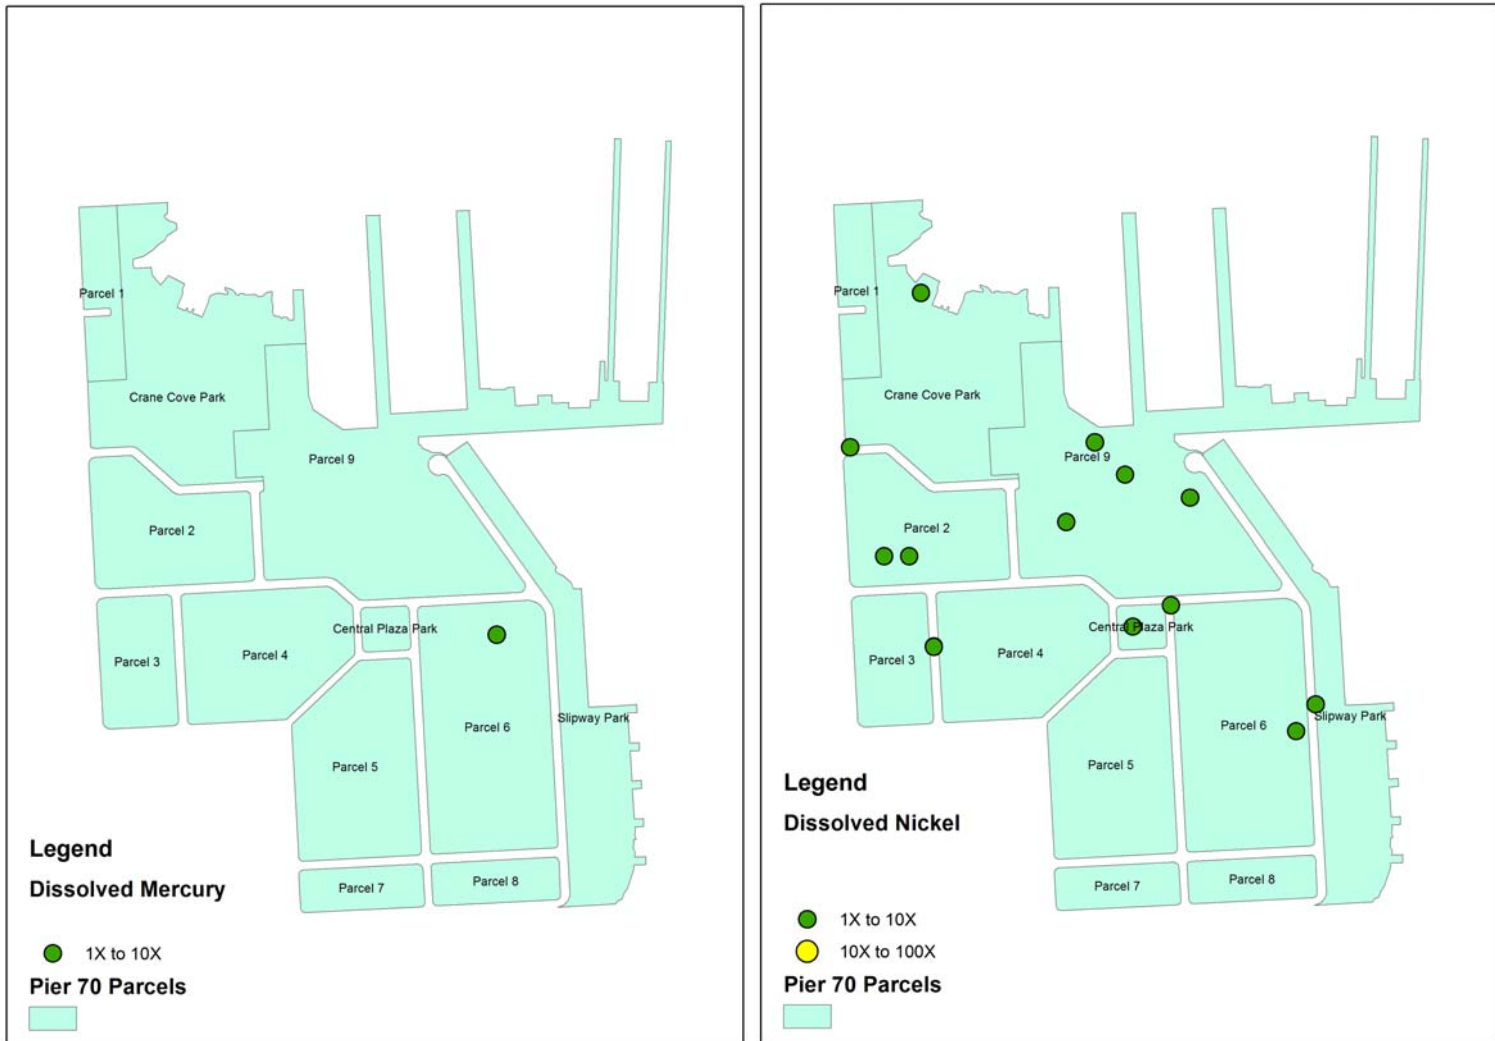 Parcel 1
Crane Cove Park
Parcel 9
Parcel 2
Central Plaza Park
Parcel 3
Parcel 4
Slipway Park
Parcel 6
Parcel 5
Parcel 7
Parcel 8
Legend
Dissolved Mercury
1X to 10X
Pier 70 Parcels
Parcel 1
Crane Cove Park
Parcel 9
Parcel 2
Central Plaza Park
Parcel 3
Parcel 4
Slipway Park
Parcel 6
Parcel 5
Parcel 7
Parcel 8
Legend
Dissolved Nickel
1X to 10X
10X to 100X
Pier 70 Parcels